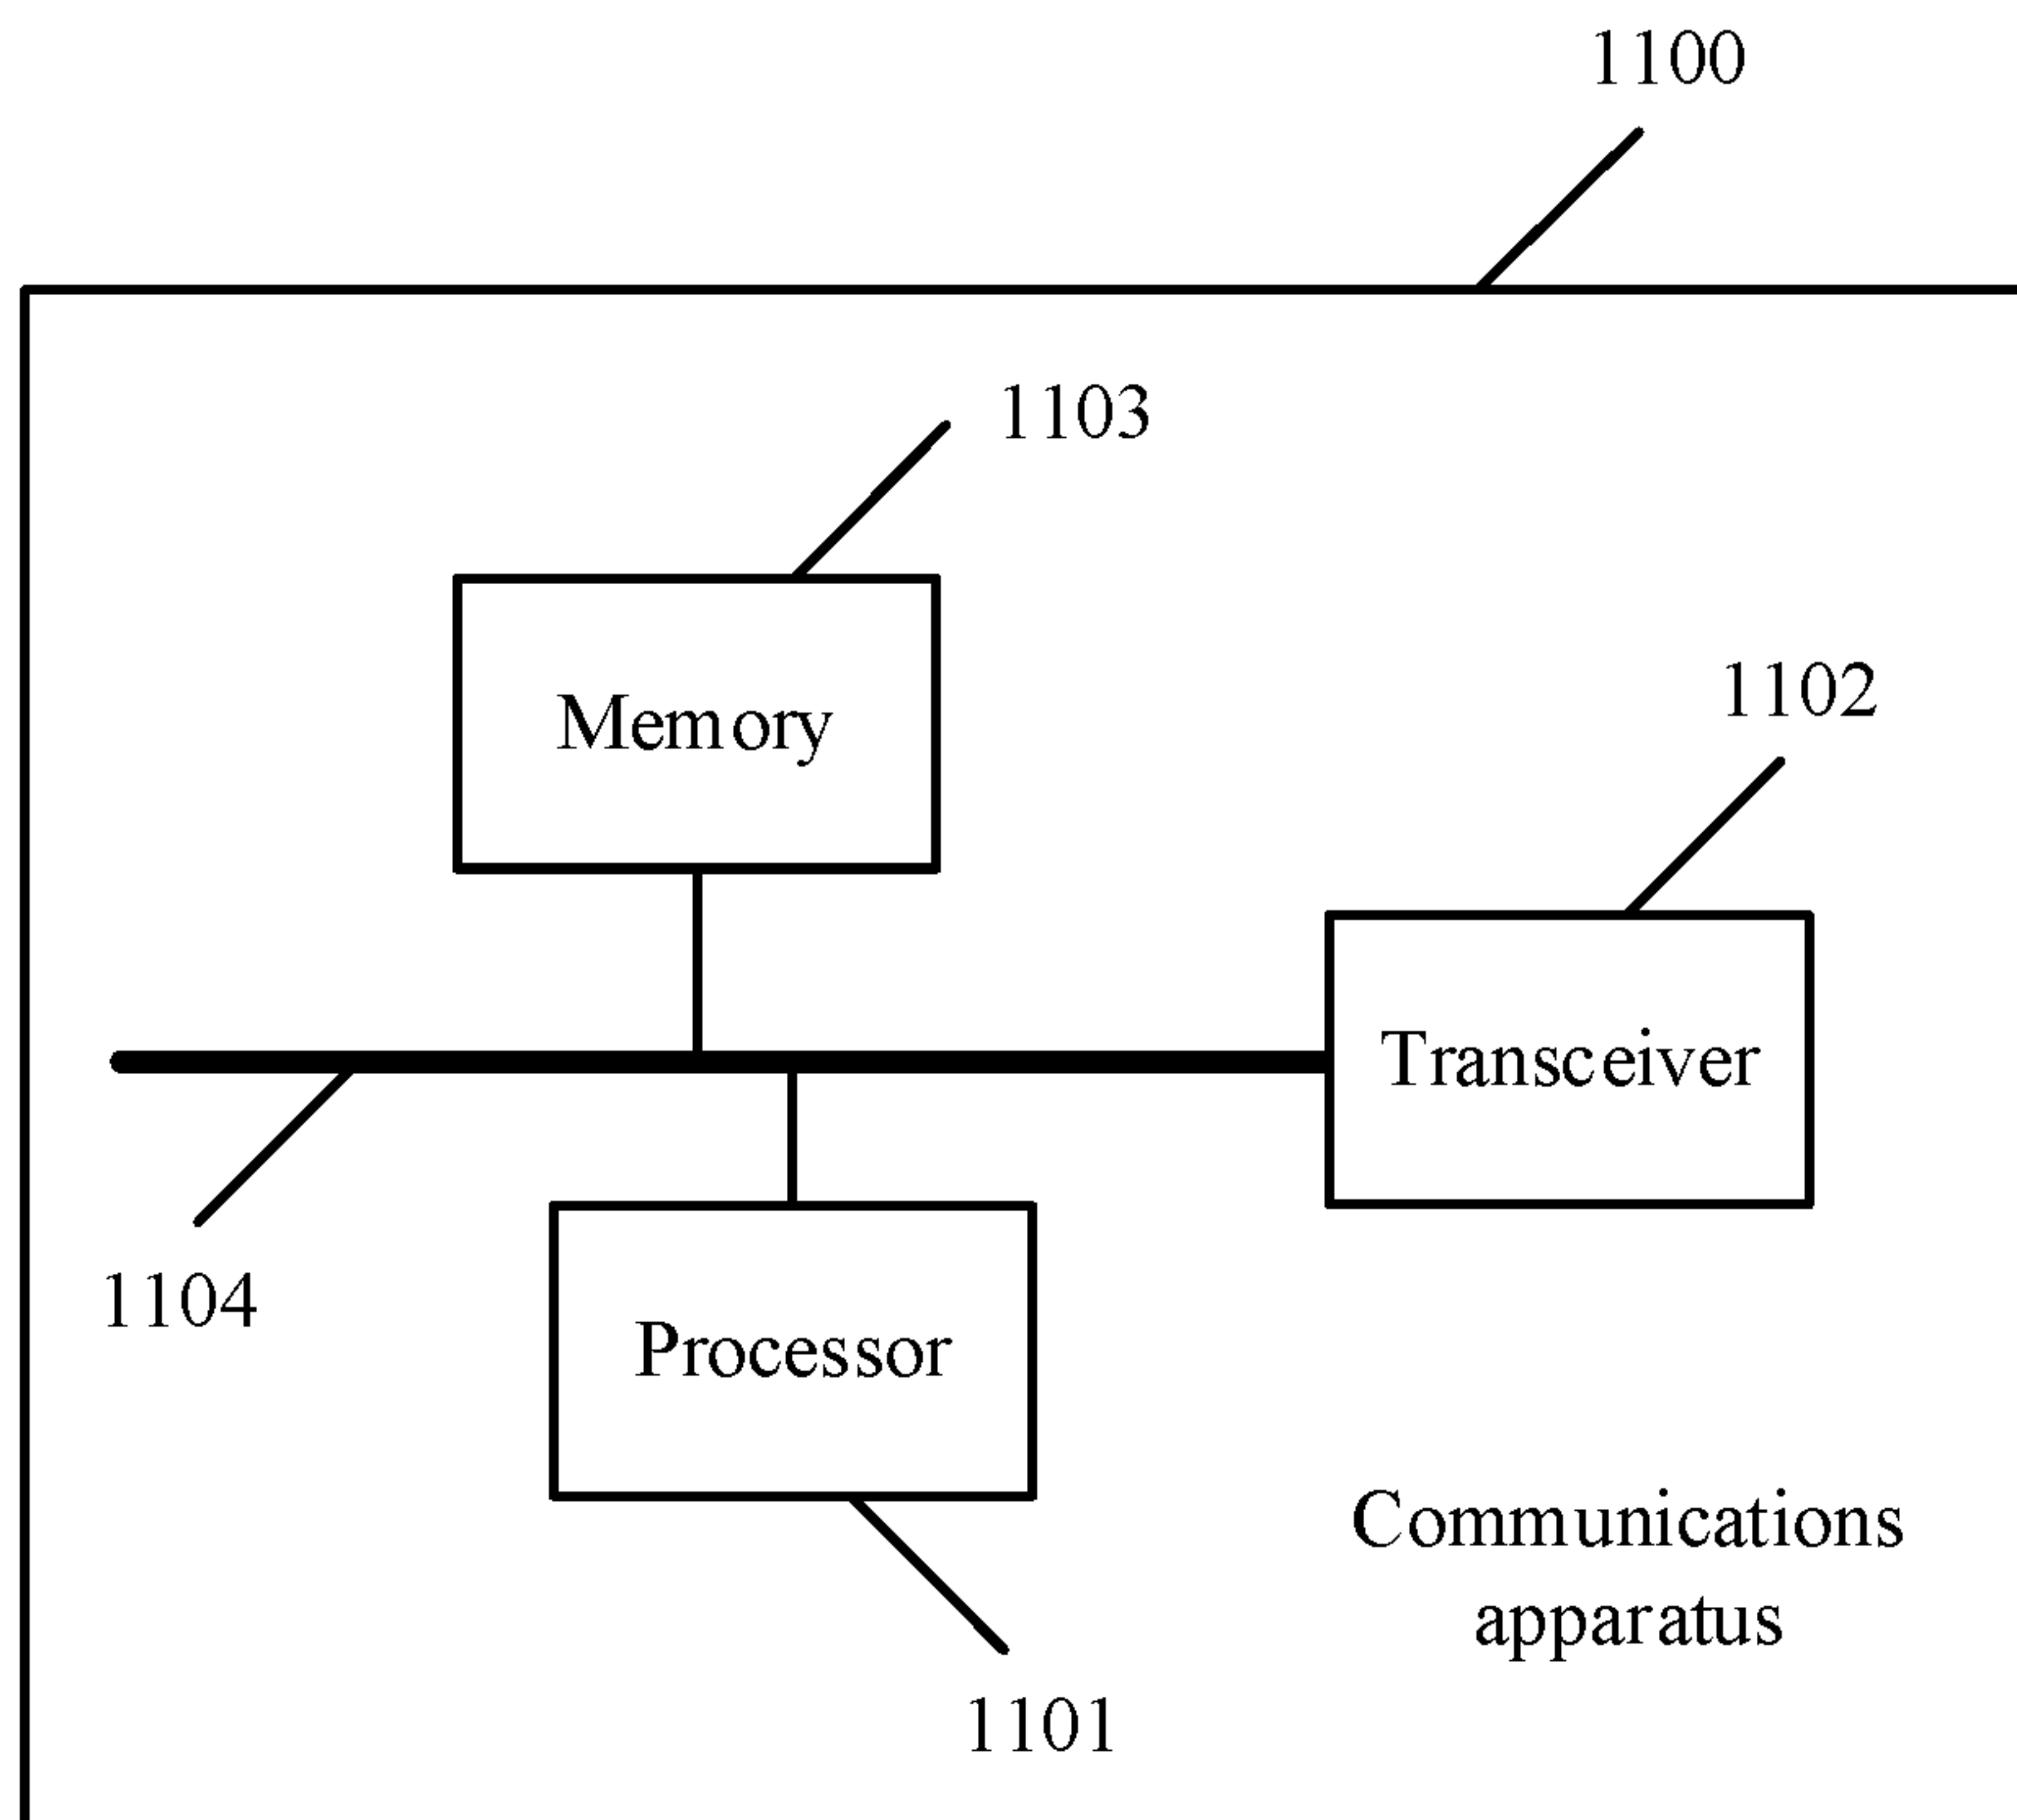 1100
1103
Memory
1102
Transceiver
1104
Processor
Communications
apparatus
1101